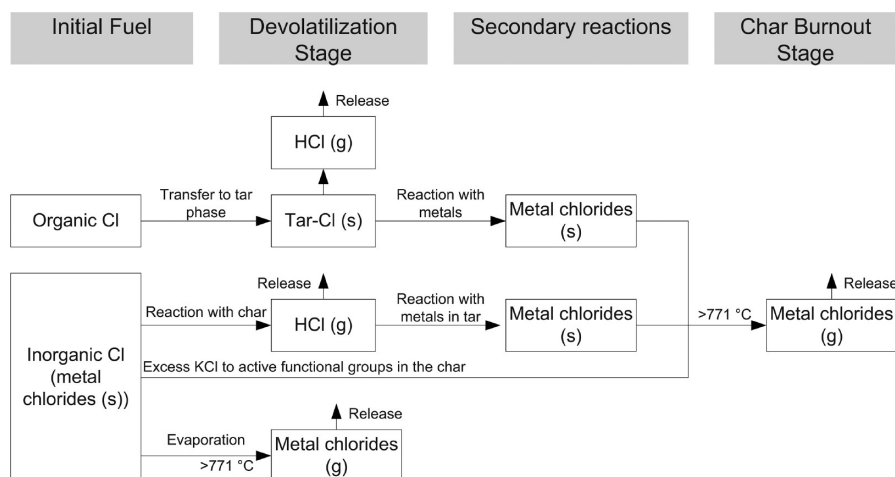 Initial Fuel
Devolatilization
Stage
Secondary reactions
Char Burnout
Stage
Release
HCl (g)
Organic Cl
Transfer to tar
phase
Tar-Cl (s)
Reaction with
metals
Metal chlorides
(s)
Inorganic Cl
(metal
chlorides (s))
Reaction with char
Release
HCl (g)
Reaction with
metals in tar
Metal chlorides
(s)
>771 °C
Release
Metal chlorides
(g)
Excess KCl to active functional groups in the char
Evaporation
>771 °C
Release
Metal chlorides
(g)